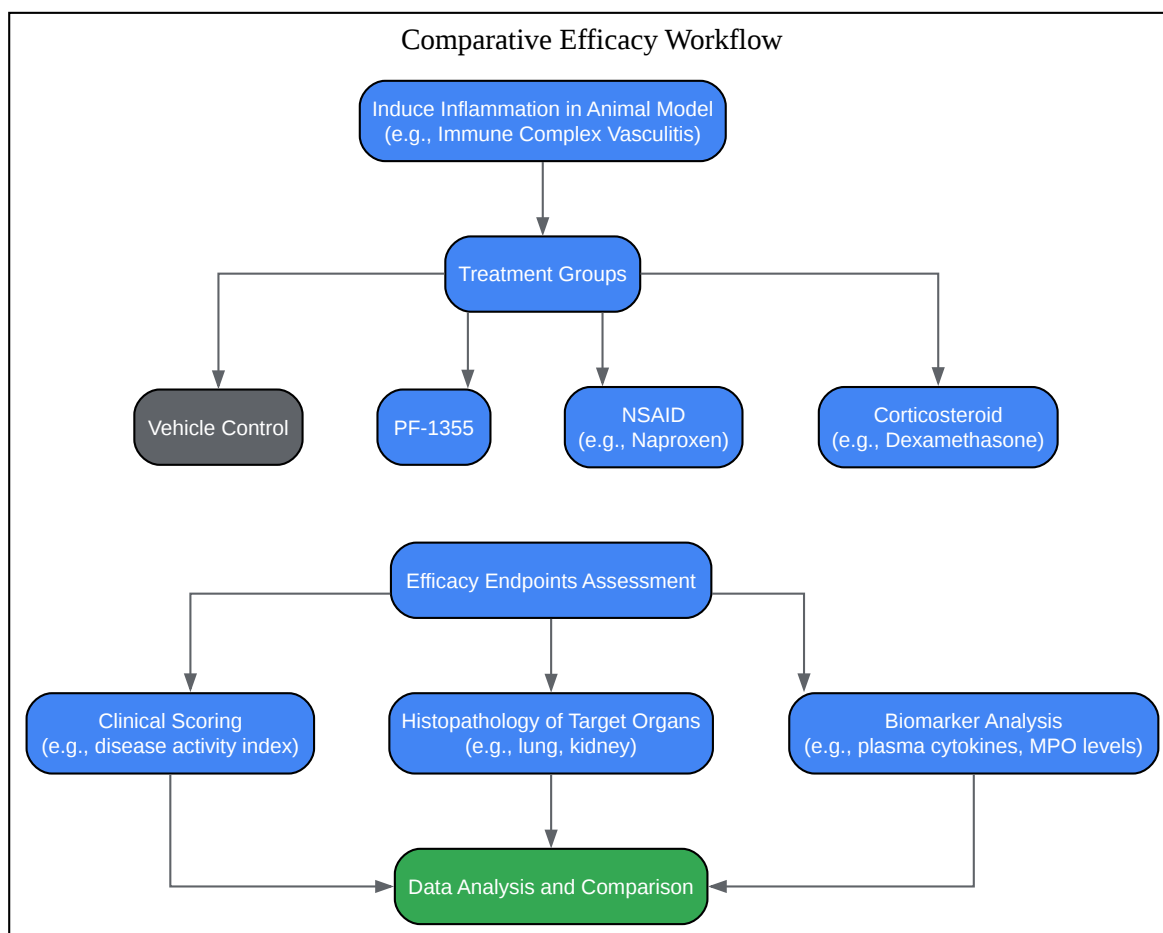 Comparative Efficacy Workflow
Induce Inflammation in Animal Model
(e.g., Immune Complex Vasculitis)
Treatment Groups
Vehicle Control
PF-1355
NSAID
(e.g., Naproxen)
Corticosteroid
(e.g., Dexamethasone)
Efficacy Endpoints Assessment
Clinical Scoring
(e.g., disease activity index)
Histopathology of Target Organs
(e.g., lung, kidney)
Biomarker Analysis
(e.g., plasma cytokines, MPO levels)
Data Analysis and Comparison